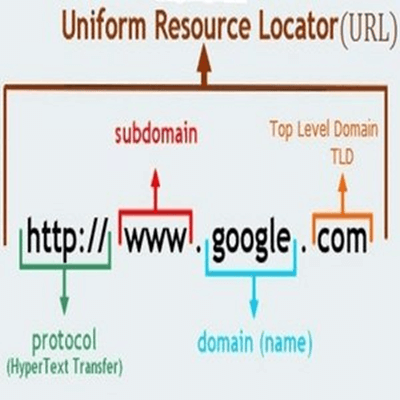 Uniform Resource Locator(URL)
subdomain
Top Level Domain
TLD
http:// www . google . com
protocol
(HyperText Transfer)
domain (name)